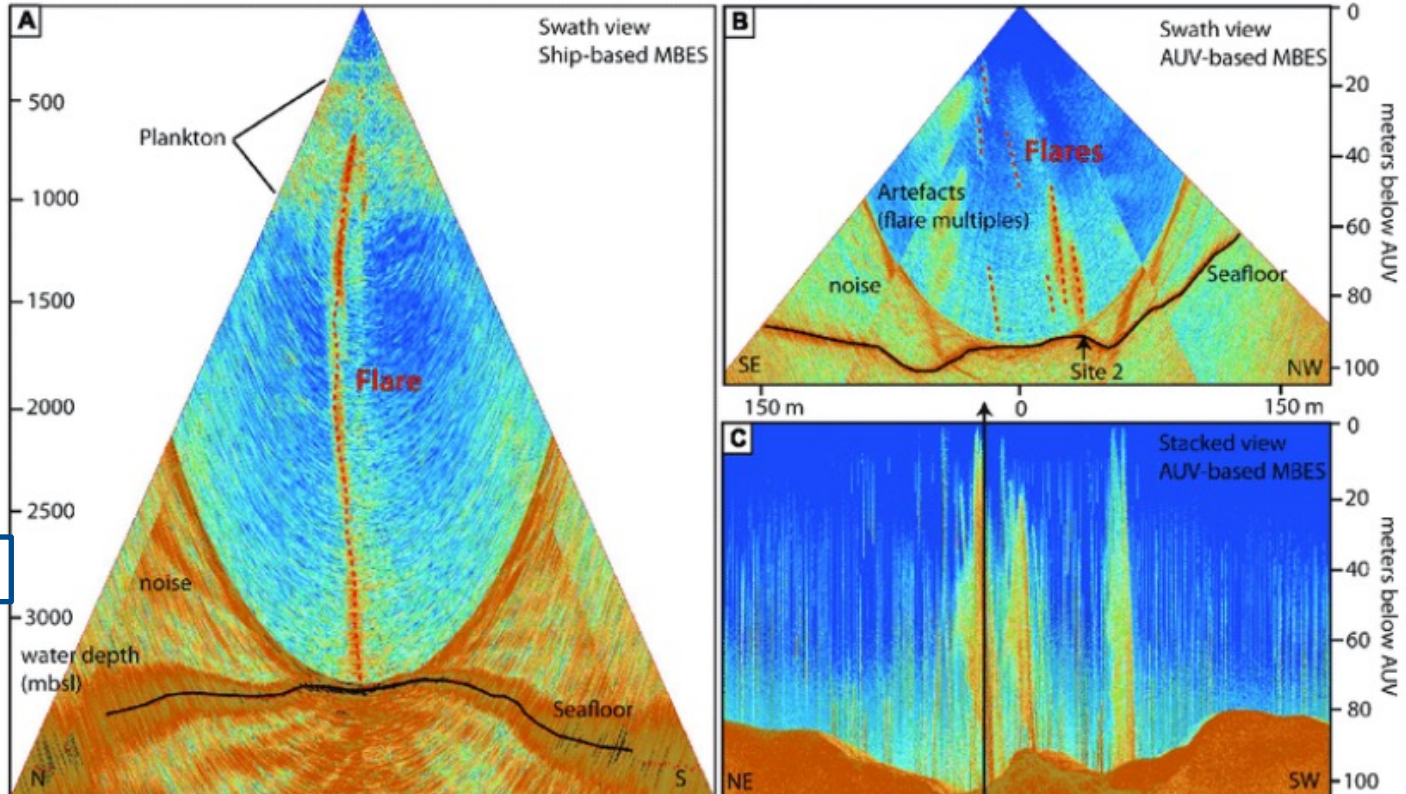 A
Swath view
Ship-based MBES
500
Plankton
1000
1500
Flare
2000
2500
noise
3000
water depth
(mbsl)
Seafloor
N
S
B
Swath view
AUV-based MBES
0
20
40
60
80
100
meters below AUV
Flares
Artefacts
(flare multiples)
noise
Seafloor
SE
Site 2
NW
150 m
0
150 m
C
Stacked view
AUV-based MBES
0
20
40
60
80
100
meters below AUV
NE
SW